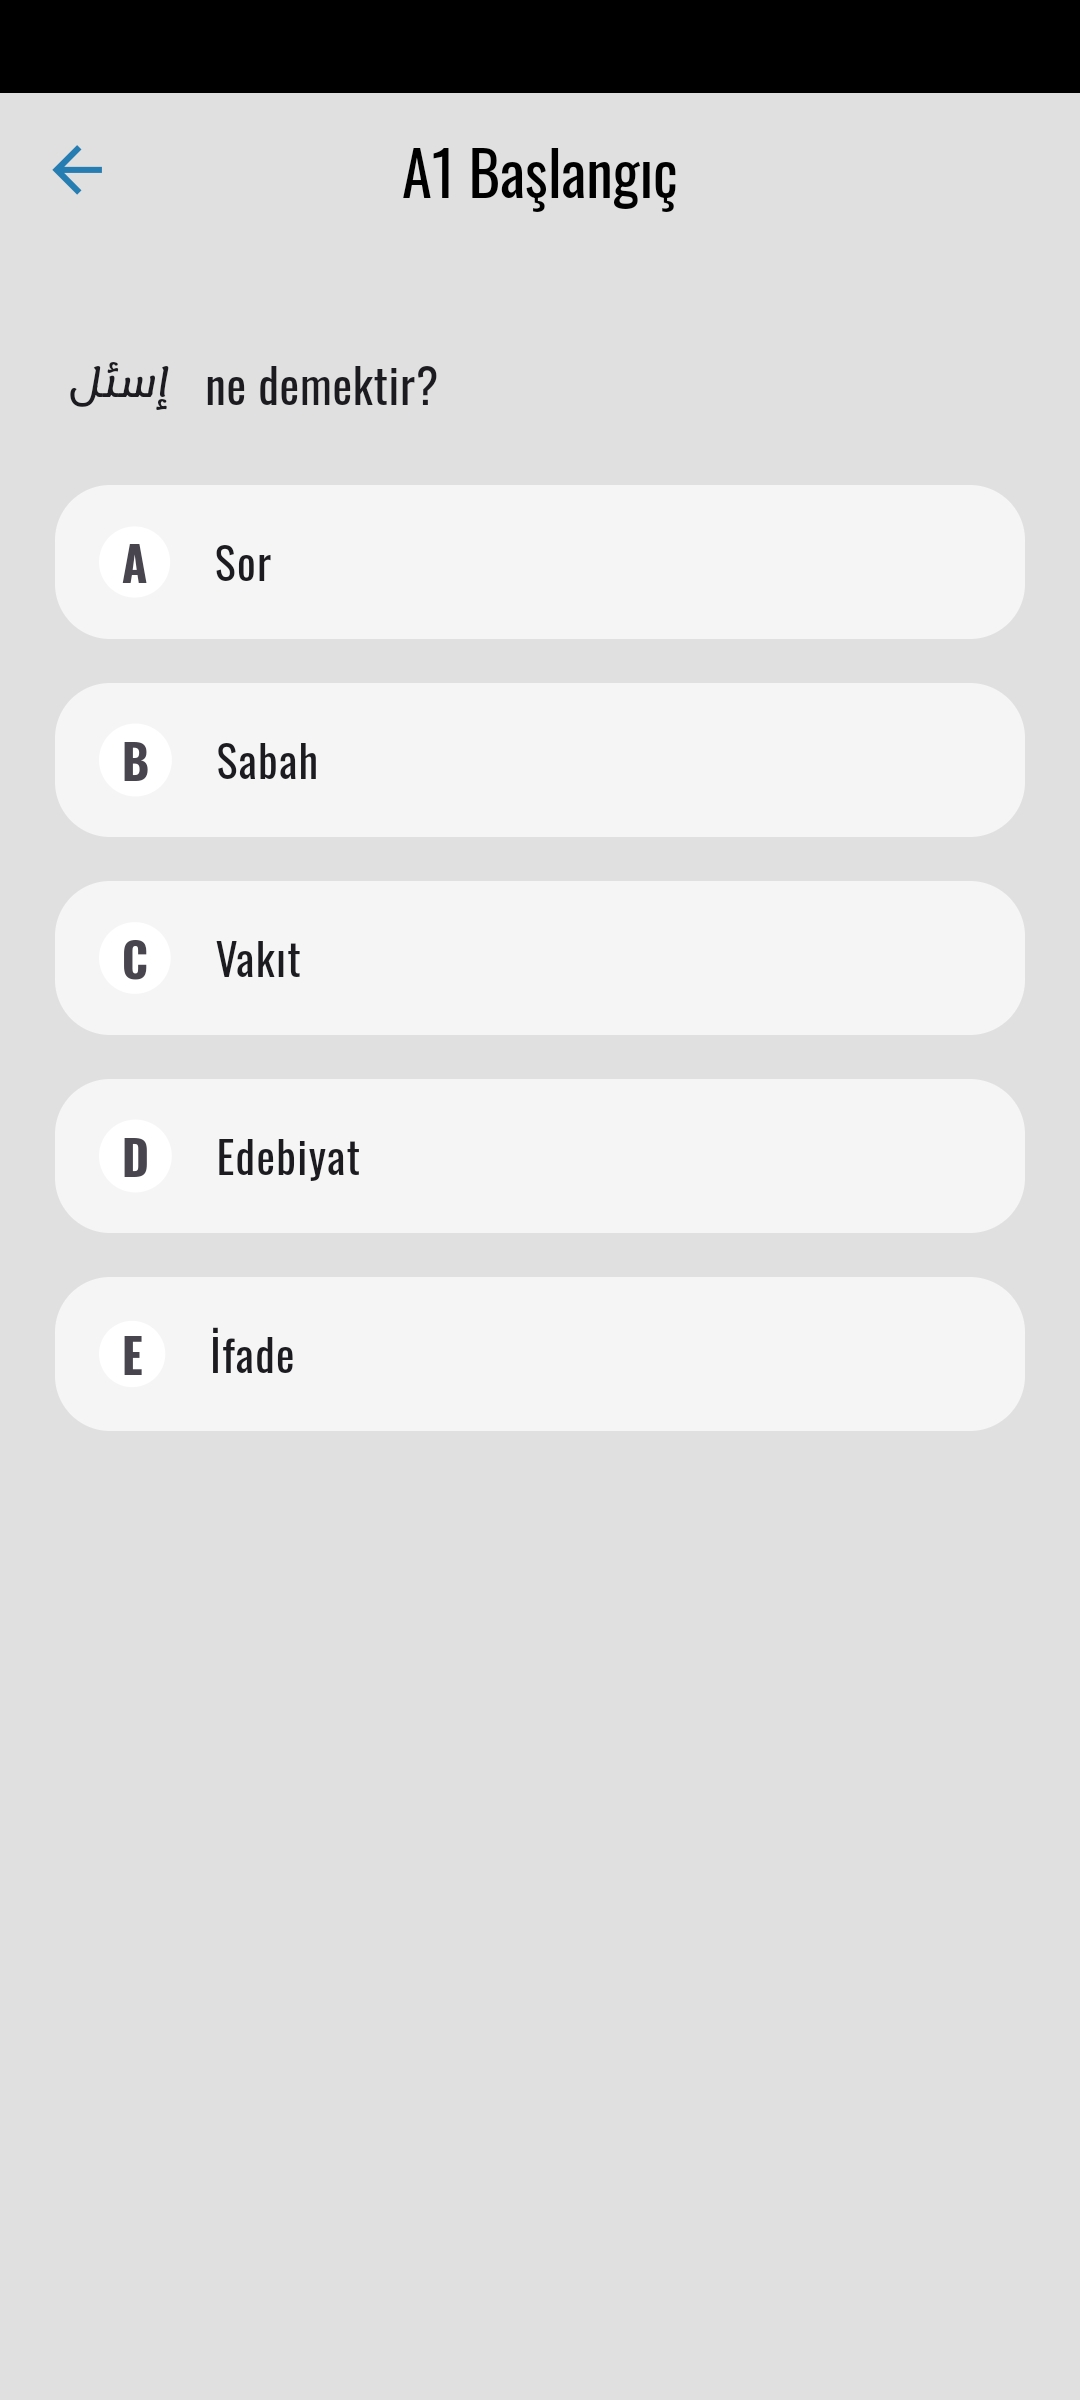 A1 Başlangıç
إسئل ne demektir?
A Sor
B Sabah
C Vakıt
D Edebiyat
E İfade